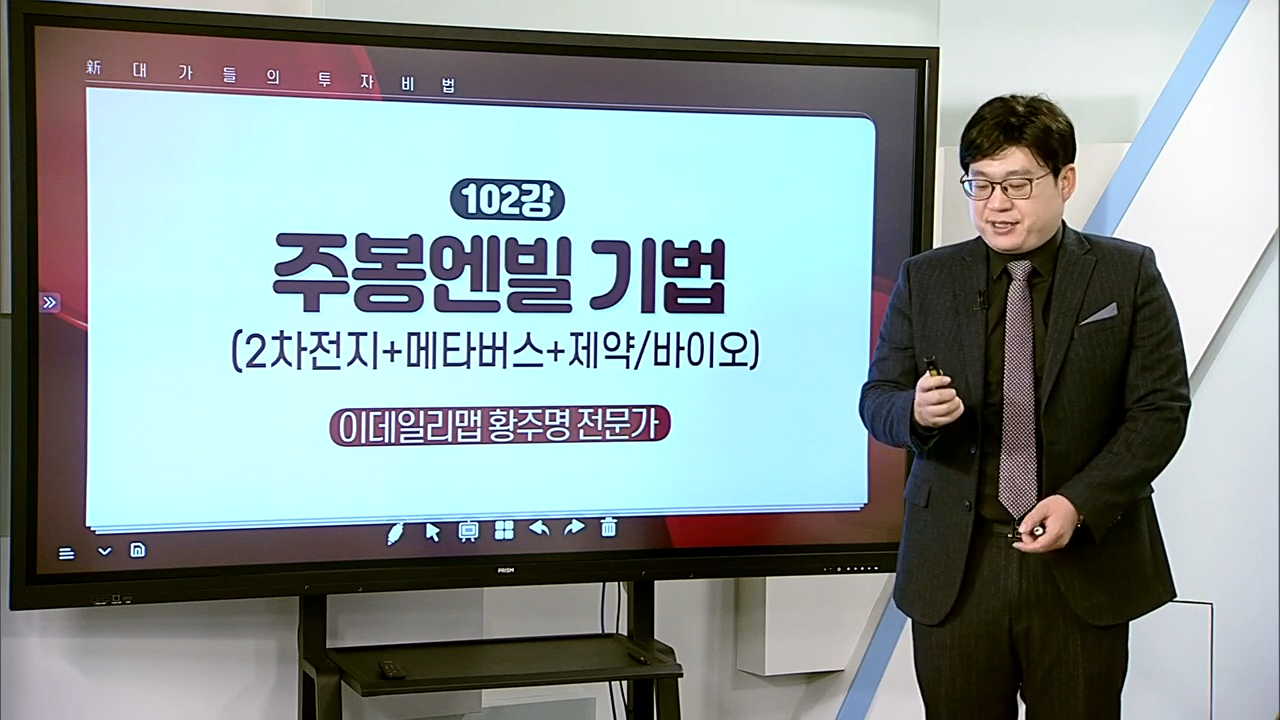 新 대 가 들 의 투 자 비 법
102강
주봉엔빌 기법
(2차전지+메타버스+제약/바이오)
이데일리맵 황주명 전문가
PRISM